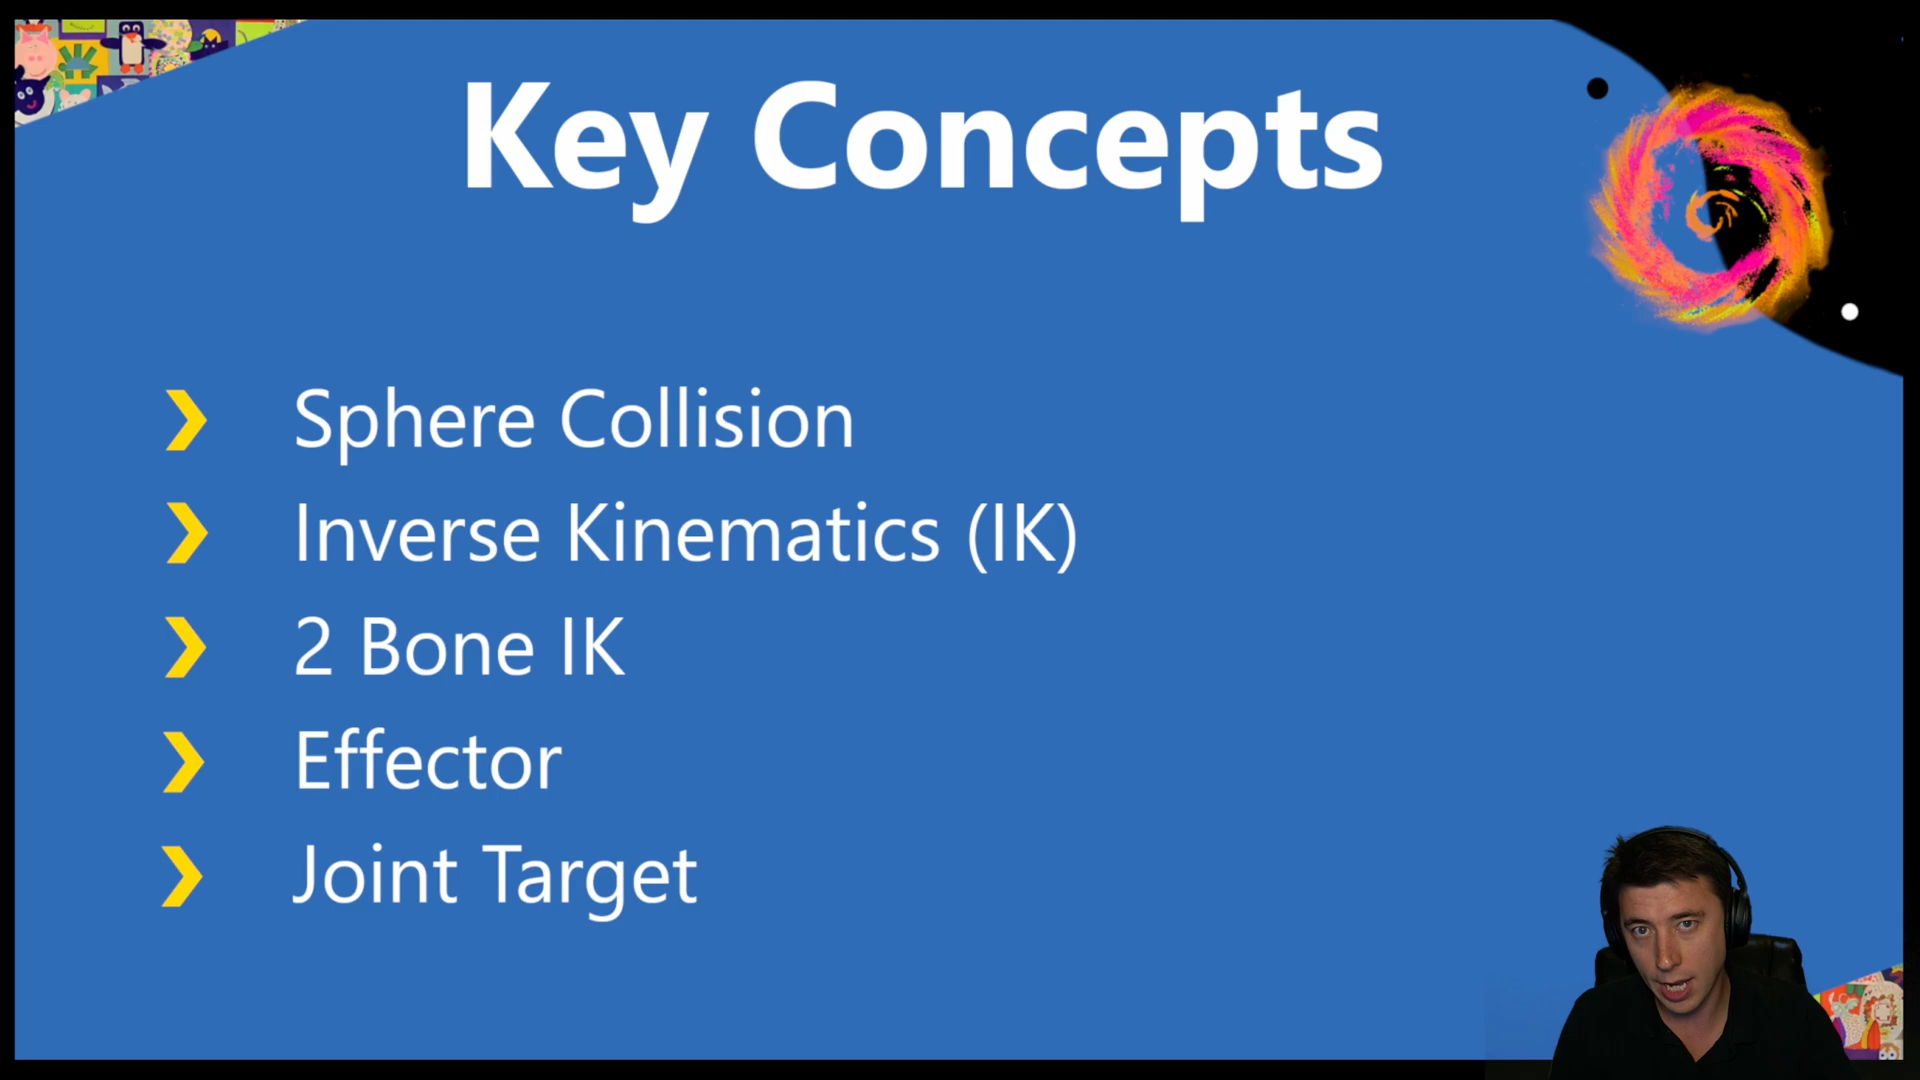 Key Concepts
Sphere Collision
Inverse Kinematics (IK)
2 Bone IK
Effector
Joint Target